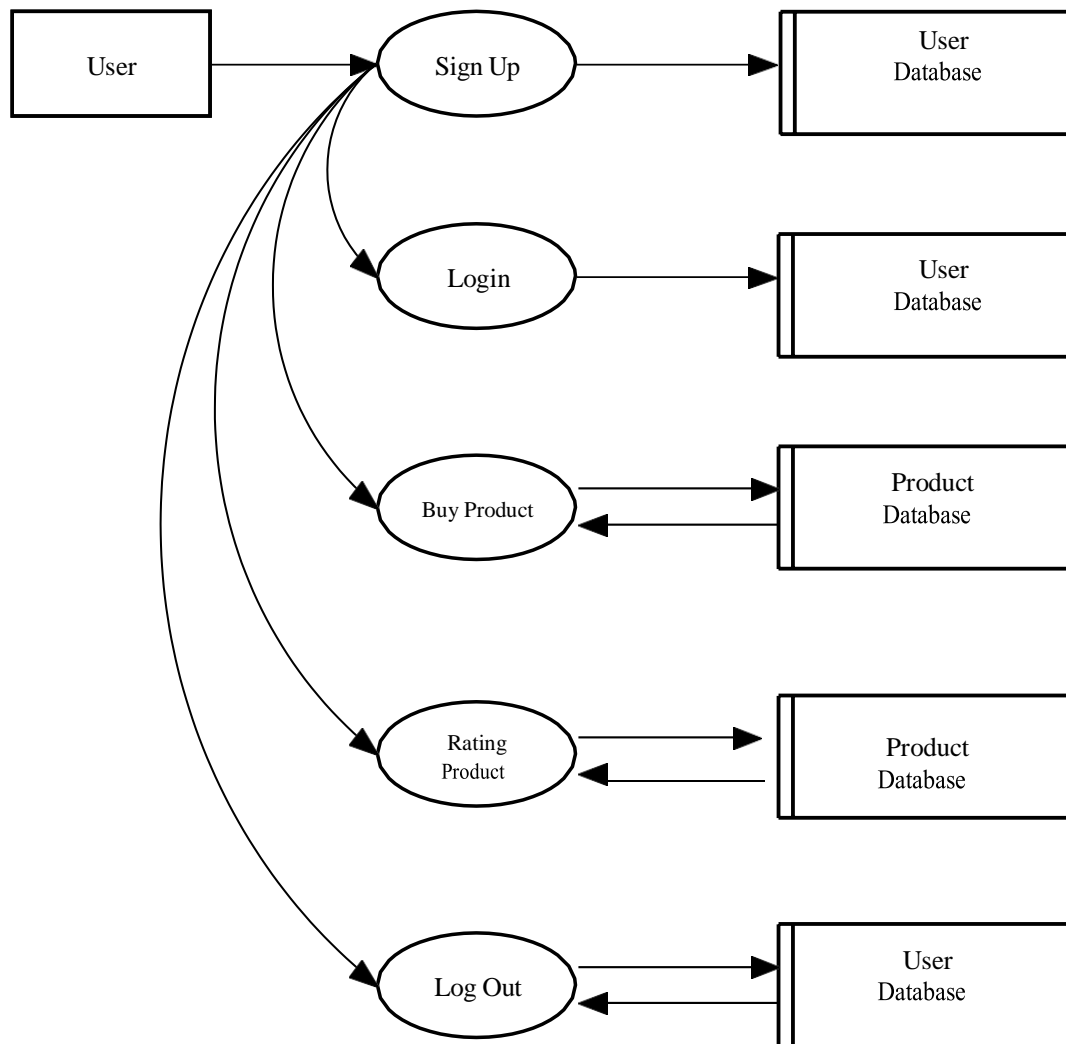 User
Sign Up
User
Database
Login
User
Database
Buy Product
Product
Database
Rating
Product
Product
Database
Log Out
User
Database